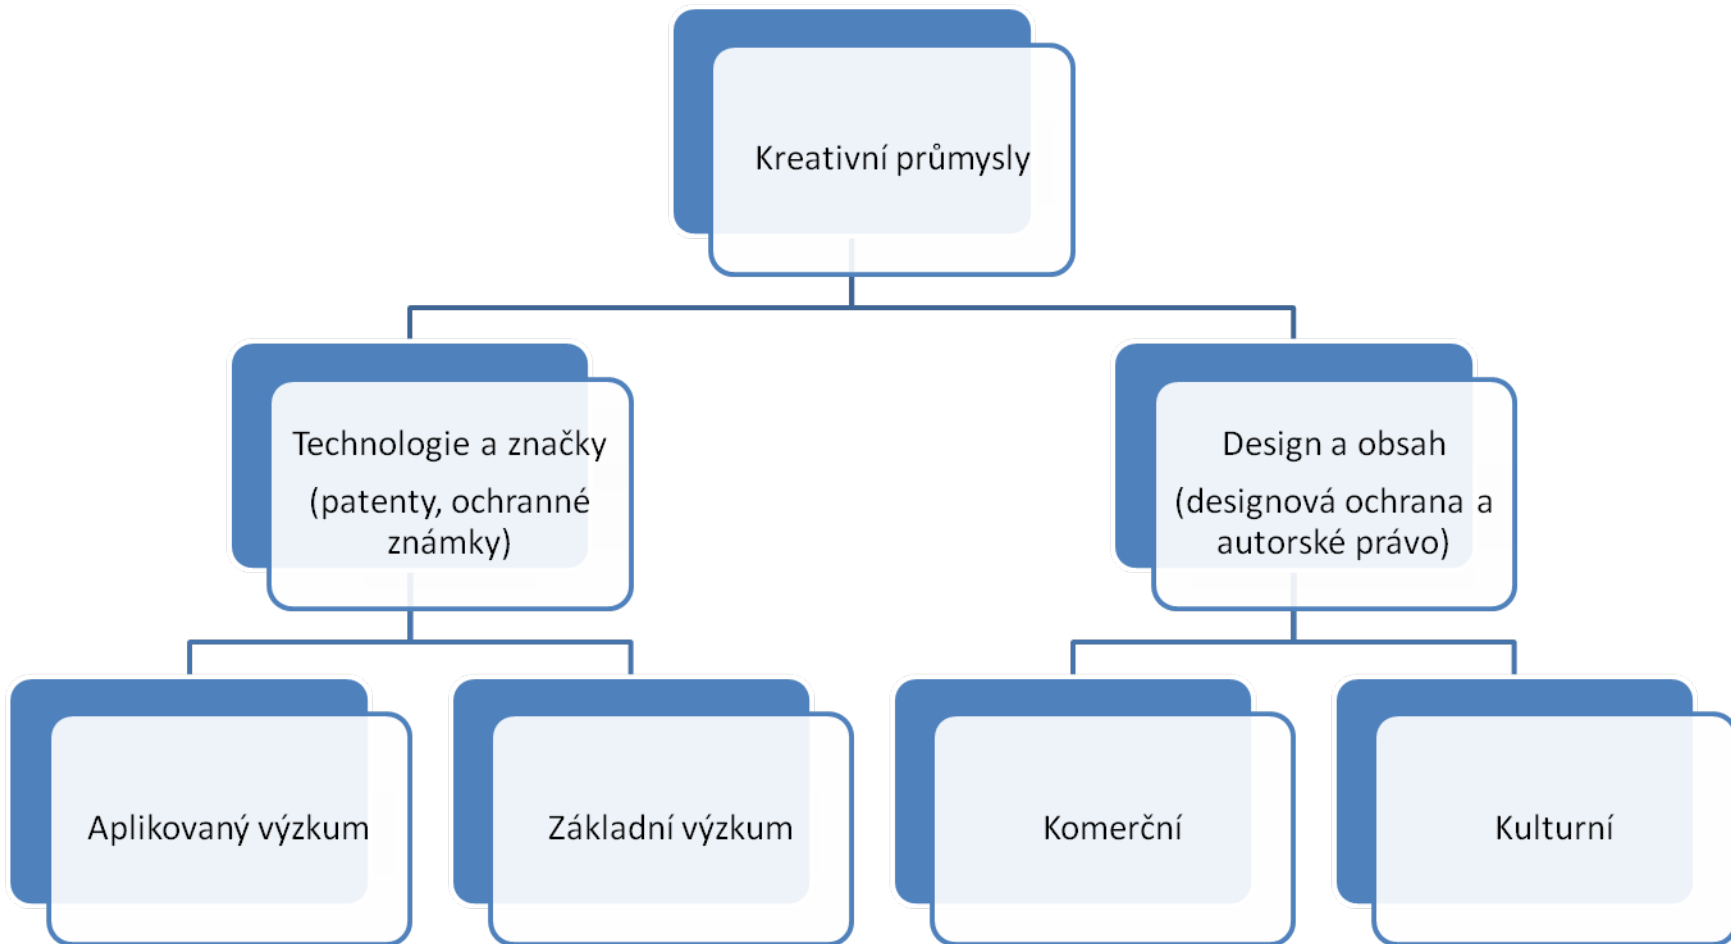 Kreativní průmysly
Technologie a značky
(patenty, ochranné
známky)
Design a obsah
(designová ochrana a
autorské právo)
Aplikovaný výzkum
Základní výzkum
Komerční
Kulturní